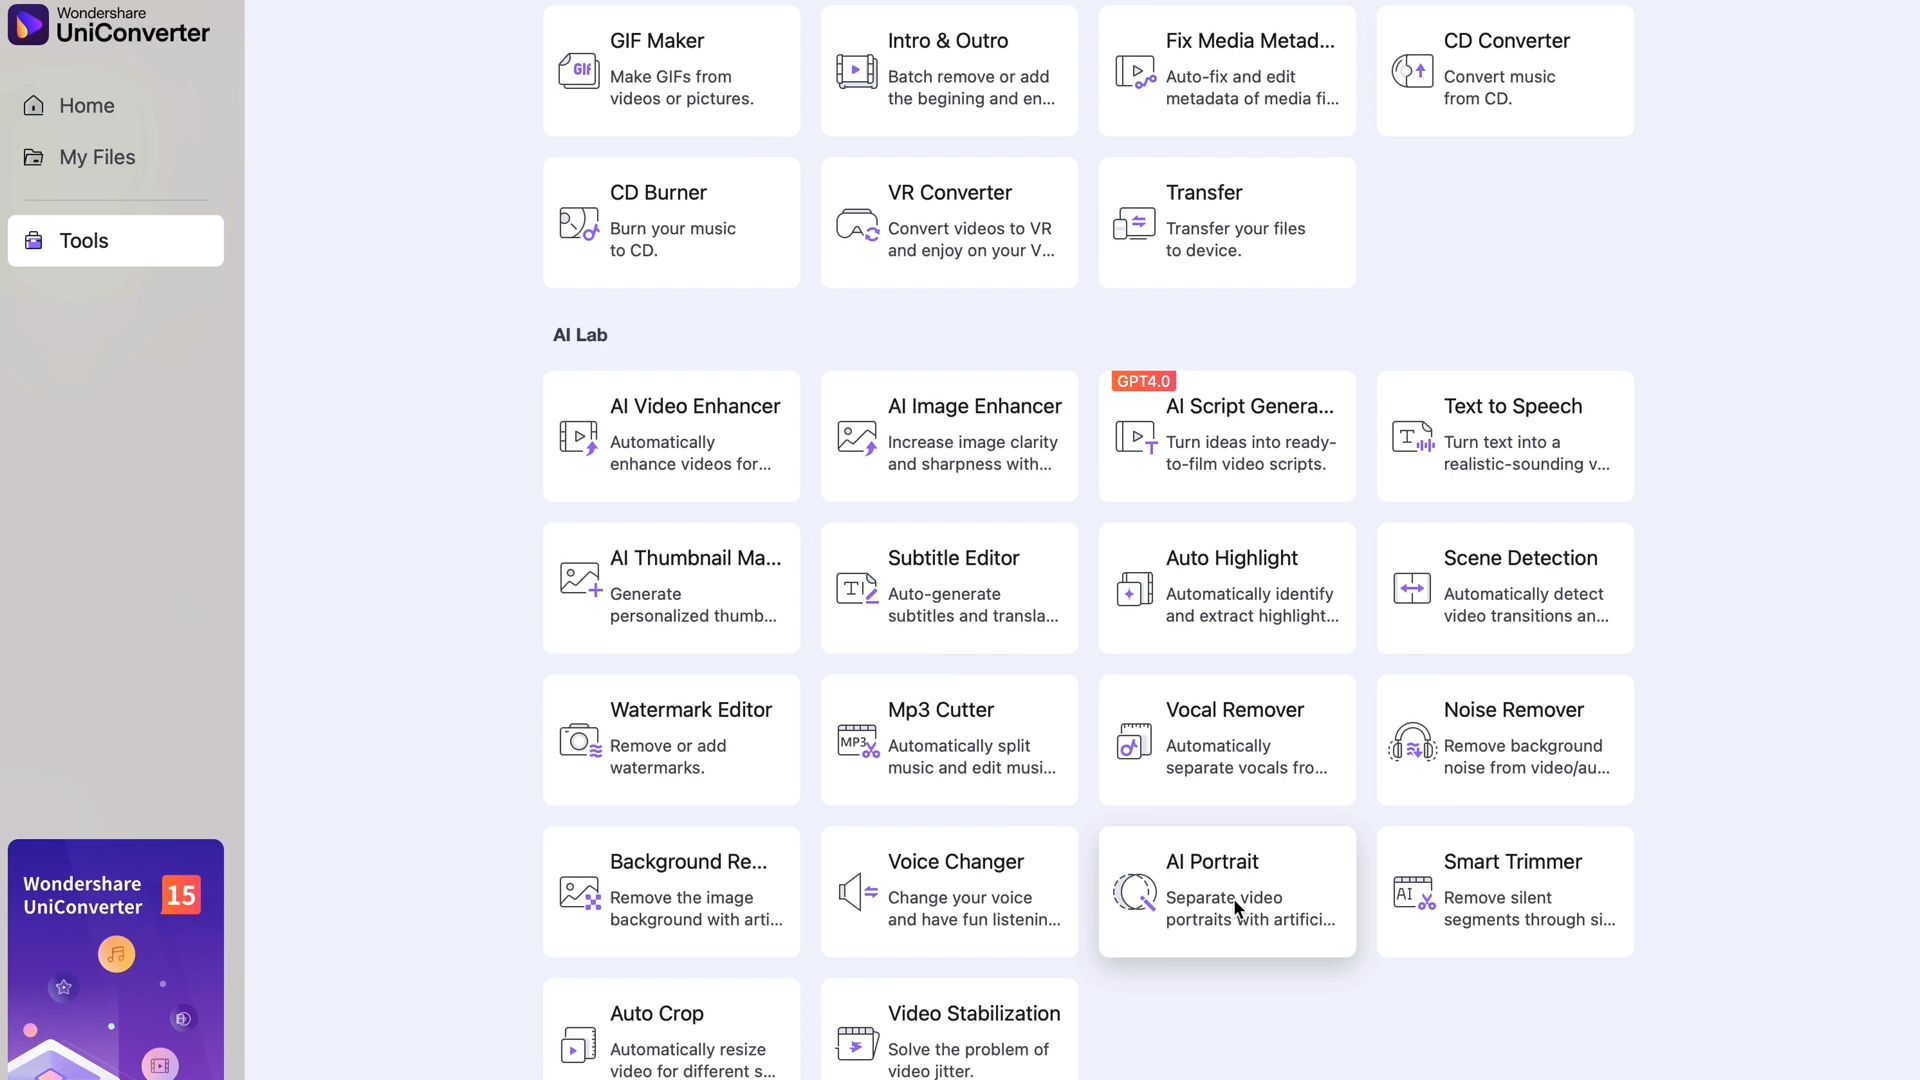 Wondershare
UniConverter
Home
My Files
Tools
Wondershare
UniConverter
15
GIF Maker
GIF
Make GIFs from
videos or pictures.
Intro & Outro
Batch remove or add
the begining and en...
Fix Media Metad...
Auto-fix and edit
metadata of media fi...
CD Converter
Convert music
from CD.
CD Burner
Burn your music
to CD.
VR Converter
Convert videos to VR
and enjoy on your V...
Transfer
Transfer your files
to device.
AI Lab
AI Video Enhancer
Automatically
enhance videos for...
AI Image Enhancer
Increase image clarity
and sharpness with...
GPT4.0
AI Script Genera...
Turn ideas into ready-
to-film video scripts.
Text to Speech
T
Turn text into a
realistic-sounding v...
AI Thumbnail Ma...
Generate
personalized thumb...
Subtitle Editor
T
Auto-generate
subtitles and transla...
Auto Highlight
Automatically identify
and extract highlight...
Scene Detection
Automatically detect
video transitions an...
Watermark Editor
Remove or add
watermarks.
Mp3 Cutter
MP3
Automatically split
music and edit musi...
Vocal Remover
Automatically
separate vocals fro...
Noise Remover
Remove background
noise from video/au...
Background Re...
Remove the image
background with arti...
Voice Changer
Change your voice
and have fun listenin...
AI Portrait
Separate video
portraits with artifici...
Smart Trimmer
AI
Remove silent
segments through si...
Auto Crop
Automatically resize
video for different s...
Video Stabilization
Solve the problem of
video jitter.